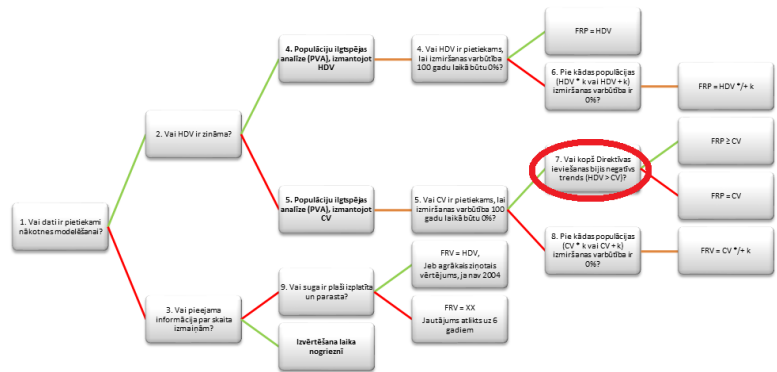 1. Vai dati ir pietiekami
nākotnes modelēšanai?
2. Vai HDV ir zināma?
3. Vai pieejama
informācija par skaita
izmaiņām?
4. Populāciju ilgtspējas
analīze (PVA), izmantojot
HDV
5. Populāciju ilgtspējas
analīze (PVA), izmantojot
CV
9. Vai suga ir plaši izplatīta
un parasta?
Izvērtēšana laika
nogrieznī
4. Vai HDV ir pietiekams,
lai izmiršanas varbūtība
100 gadu laikā būtu 0%?
5. Vai CV ir pietiekams, lai
izmiršanas varbūtība 100
gadu laikā būtu 0%?
FRV = HDV,
Jeb agrākais ziņotais
vērtējums, ja nav 2004
FRV = XX
Jautājums atlikts uz 6
gadiem
FRP = HDV
6. Pie kādas populācijas
(HDV * k vai HDV + k)
izmiršanas varbūtība ir
0%?
7. Vai kopš Direktīvas
ieviešanas bijis negatīvs
trends (HDV > CV)?
8. Pie kādas populācijas
(CV * k vai CV + k)
izmiršanas varbūtība ir
0%?
FRP = HDV */+ k
FRP ≥ CV
FRP = CV
FRV = CV */+ k